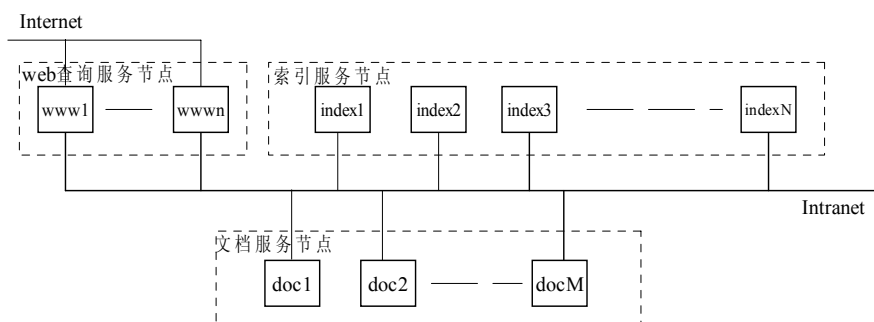 Internet
web查询服务节点
索引服务节点
www1
wwwn
index1
index2
index3
indexN
Intranet
文档服务节点
doc1
doc2
docM